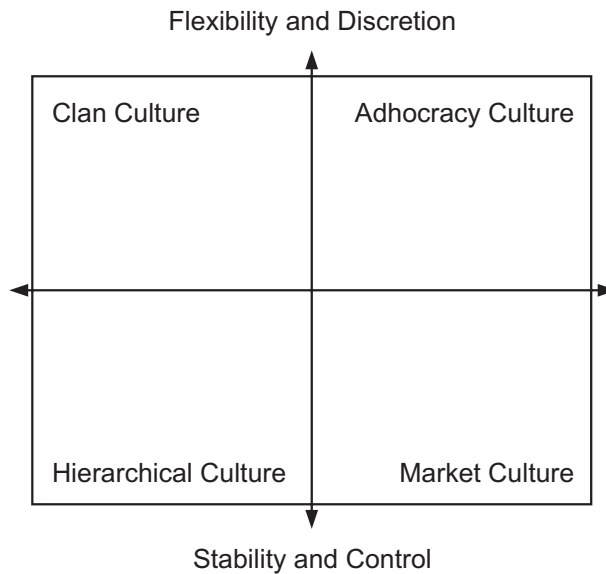 Flexibility and Discretion
Clan Culture
Adhocracy Culture
Hierarchical Culture
Market Culture
Stability and Control